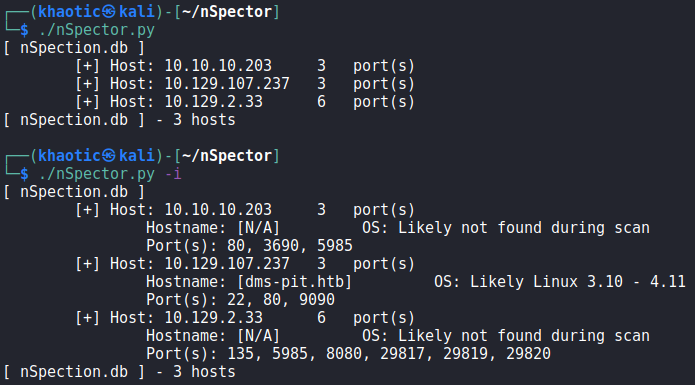 ┌──(khaotic㉿kali)-[~/nSpector]
└─$ ./nSpector.py
[ nSpection.db ]
[+] Host: 10.10.10.203 3 port(s)
[+] Host: 10.129.107.237 3 port(s)
[+] Host: 10.129.2.33 6 port(s)
[ nSpection.db ] - 3 hosts
┌──(khaotic㉿kali)-[~/nSpector]
└─$ ./nSpector.py -i
[ nSpection.db ]
[+] Host: 10.10.10.203 3 port(s)
Hostname: [N/A] OS: Likely not found during scan
Port(s): 80, 3690, 5985
[+] Host: 10.129.107.237 3 port(s)
Hostname: [dms-pit.htb] OS: Likely Linux 3.10 - 4.11
Port(s): 22, 80, 9090
[+] Host: 10.129.2.33 6 port(s)
Hostname: [N/A] OS: Likely not found during scan
Port(s): 135, 5985, 8080, 29817, 29819, 29820
[ nSpection.db ] - 3 hosts